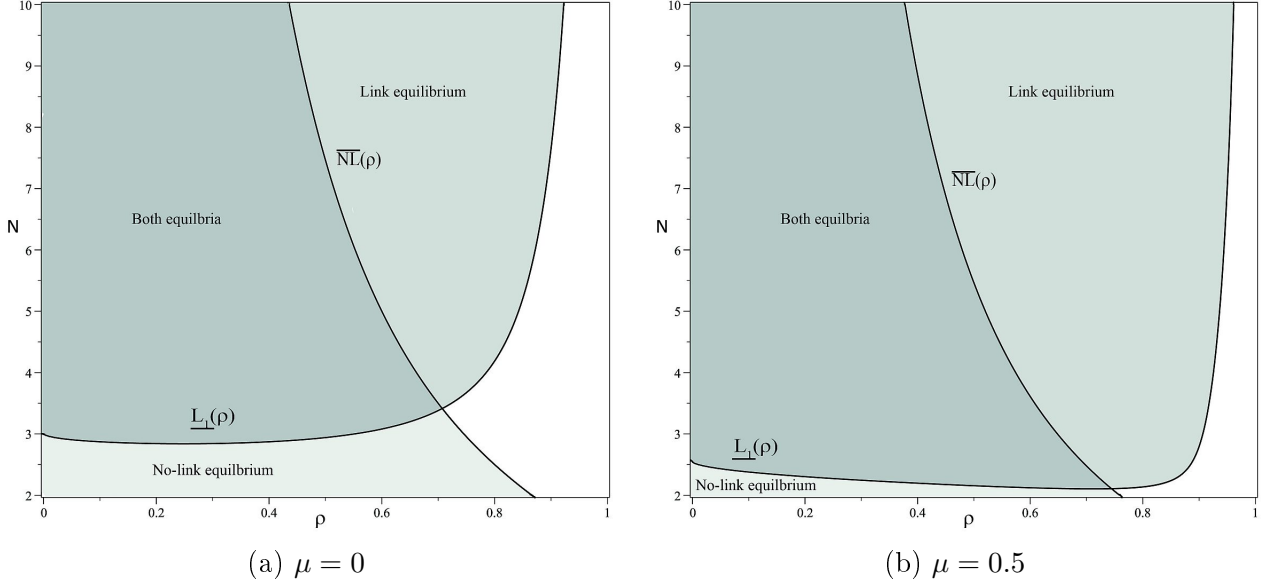 10
9
8
7
6
5
4
3
2
N
0
0.2
0.4
0.6
0.8
1
ρ
Link equilibrium
NL(ρ)
Both equilbria
L1(ρ)
No-link equilbrium
(a) μ = 0
10
9
8
7
6
5
4
3
2
N
0
0.2
0.4
0.6
0.8
1
ρ
Link equilibrium
NL(ρ)
Both equilbria
L1(ρ)
No-link equilbrium
(b) μ = 0.5